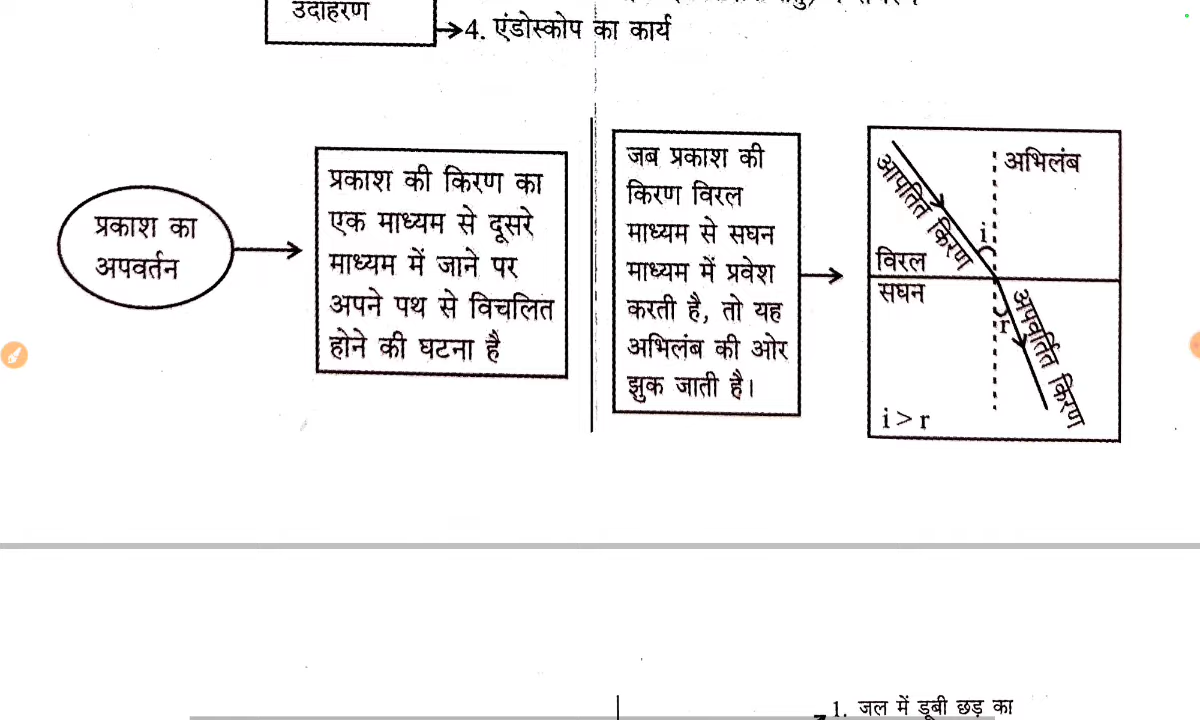 उदाहरण
4. एंडोस्कोप का कार्य
प्रकाश का
अपवर्तन
प्रकाश की किरण का
एक माध्यम से दूसरे
माध्यम में जाने पर
अपने पथ से विचलित
होने की घटना है
जब प्रकाश की
किरण विरल
माध्यम से सघन
माध्यम में प्रवेश
करती है, तो यह
अभिलंब की ओर
झुक जाती है।
अभिलंब
आपतित किरण
i
विरल
सघन
r
अपवर्तित किरण
i > r
1. जल में डूबी छड़ का